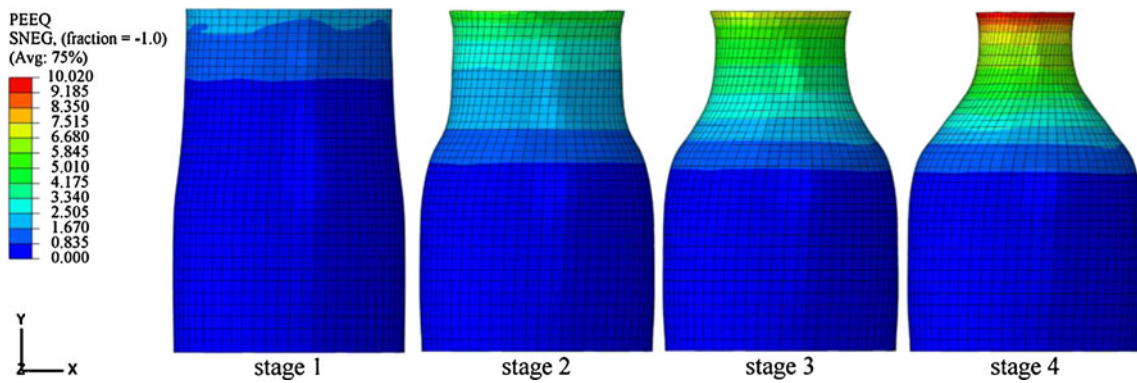 PEEQ
SNEG, (fraction = -1.0)
(Avg: 75%)
10.020
9.185
8.350
7.515
6.680
5.845
5.010
4.175
3.340
2.505
1.670
0.835
0.000
Y
Z X
stage 1 stage 2 stage 3 stage 4